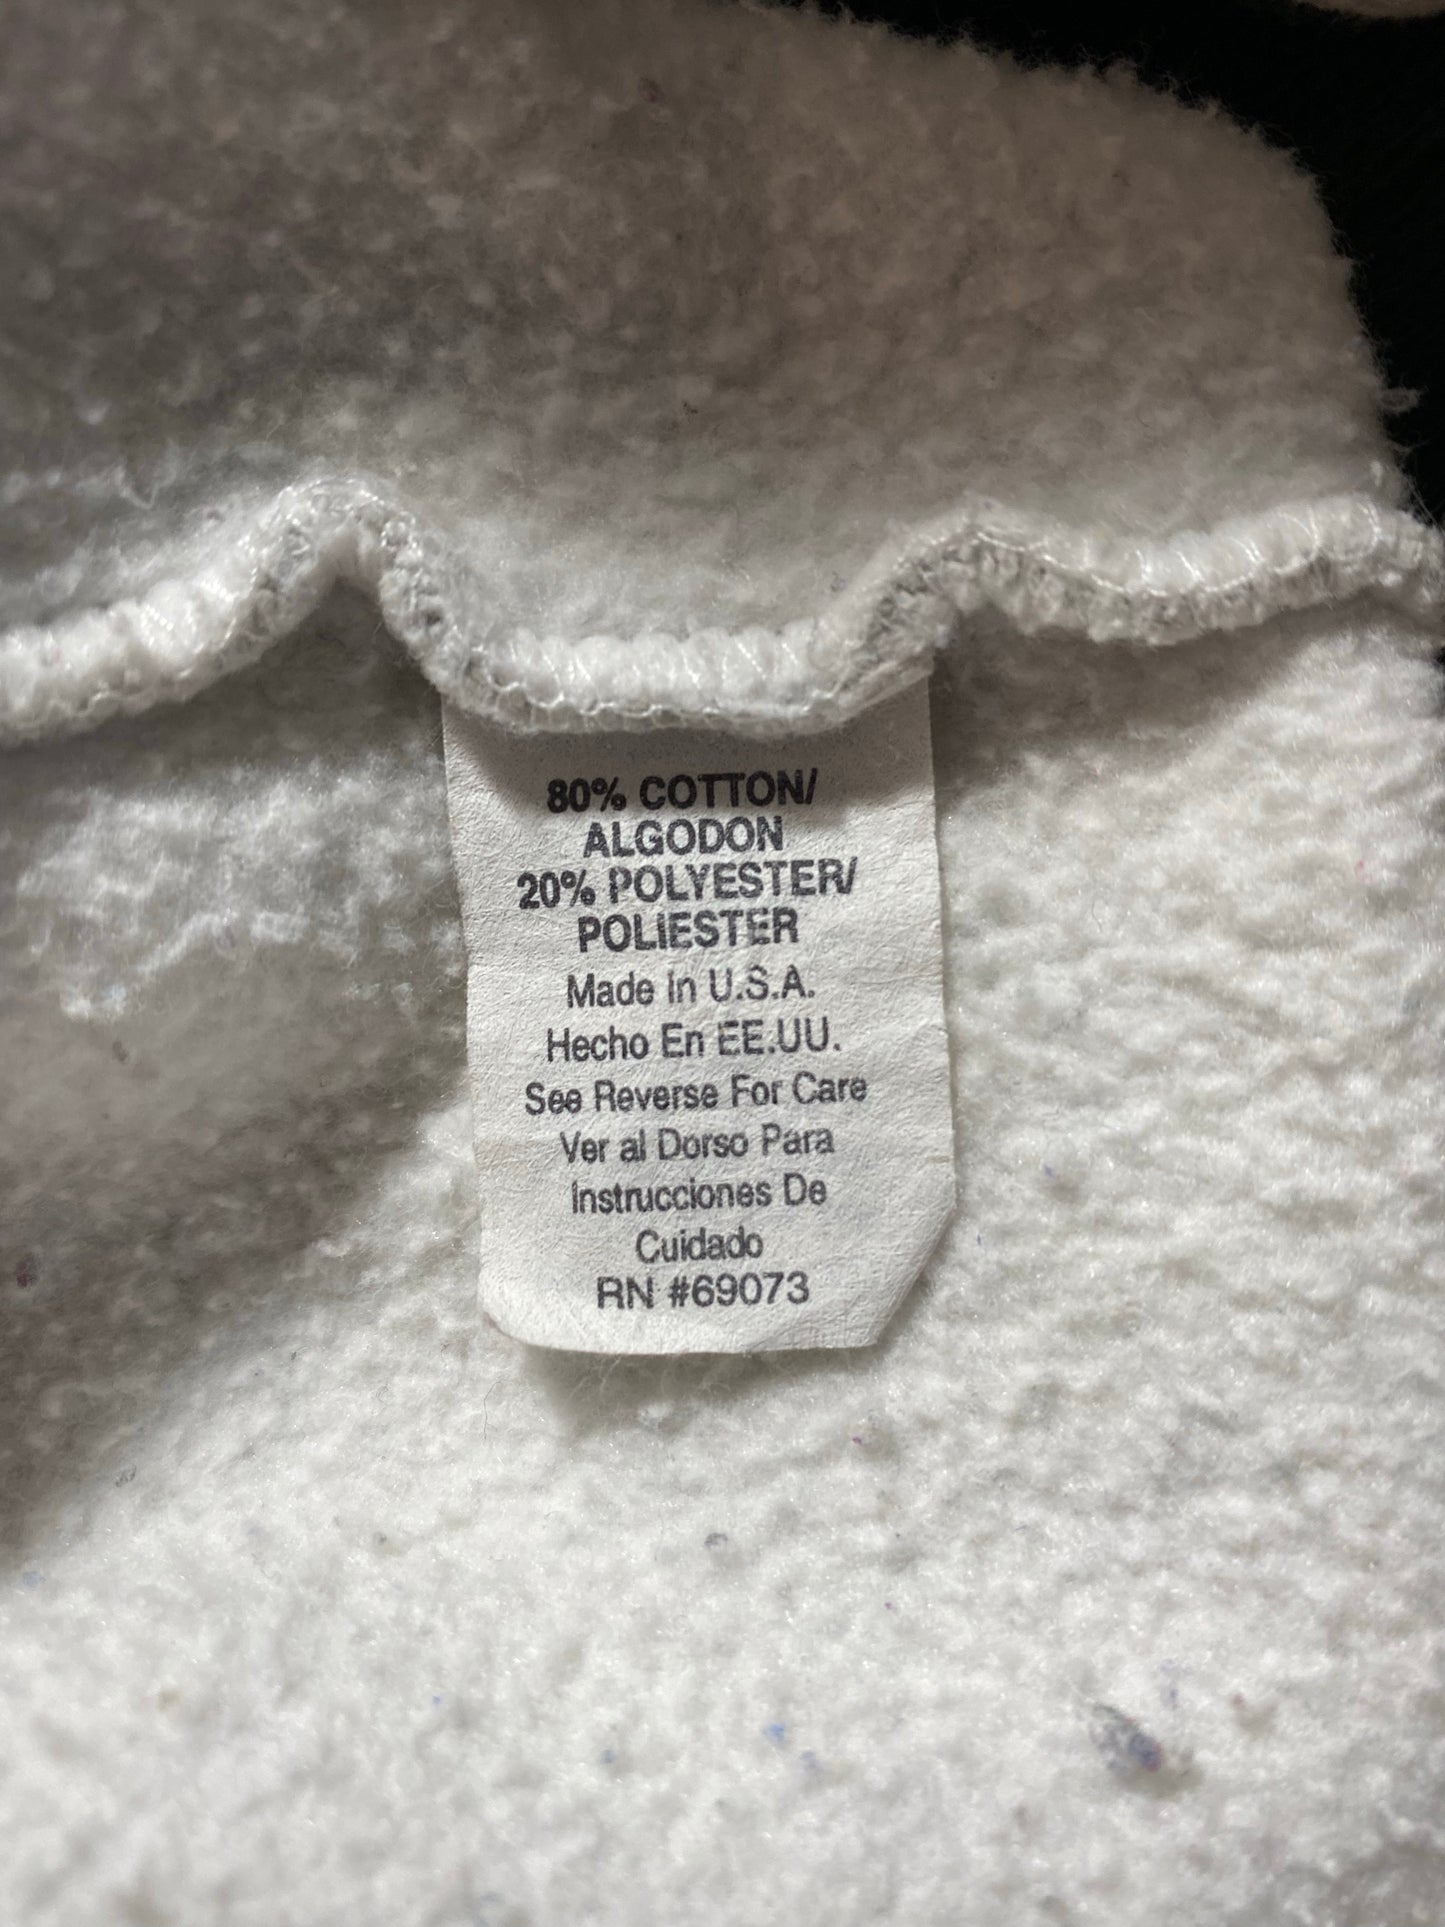 80% COTTON/
ALGODON
20% POLYESTER/
POLIESTER
Made In U.S.A.
Hecho En EE.UU.
See Reverse For Care
Ver al Dorso Para
Instrucciones De
Cuidado
RN #69073